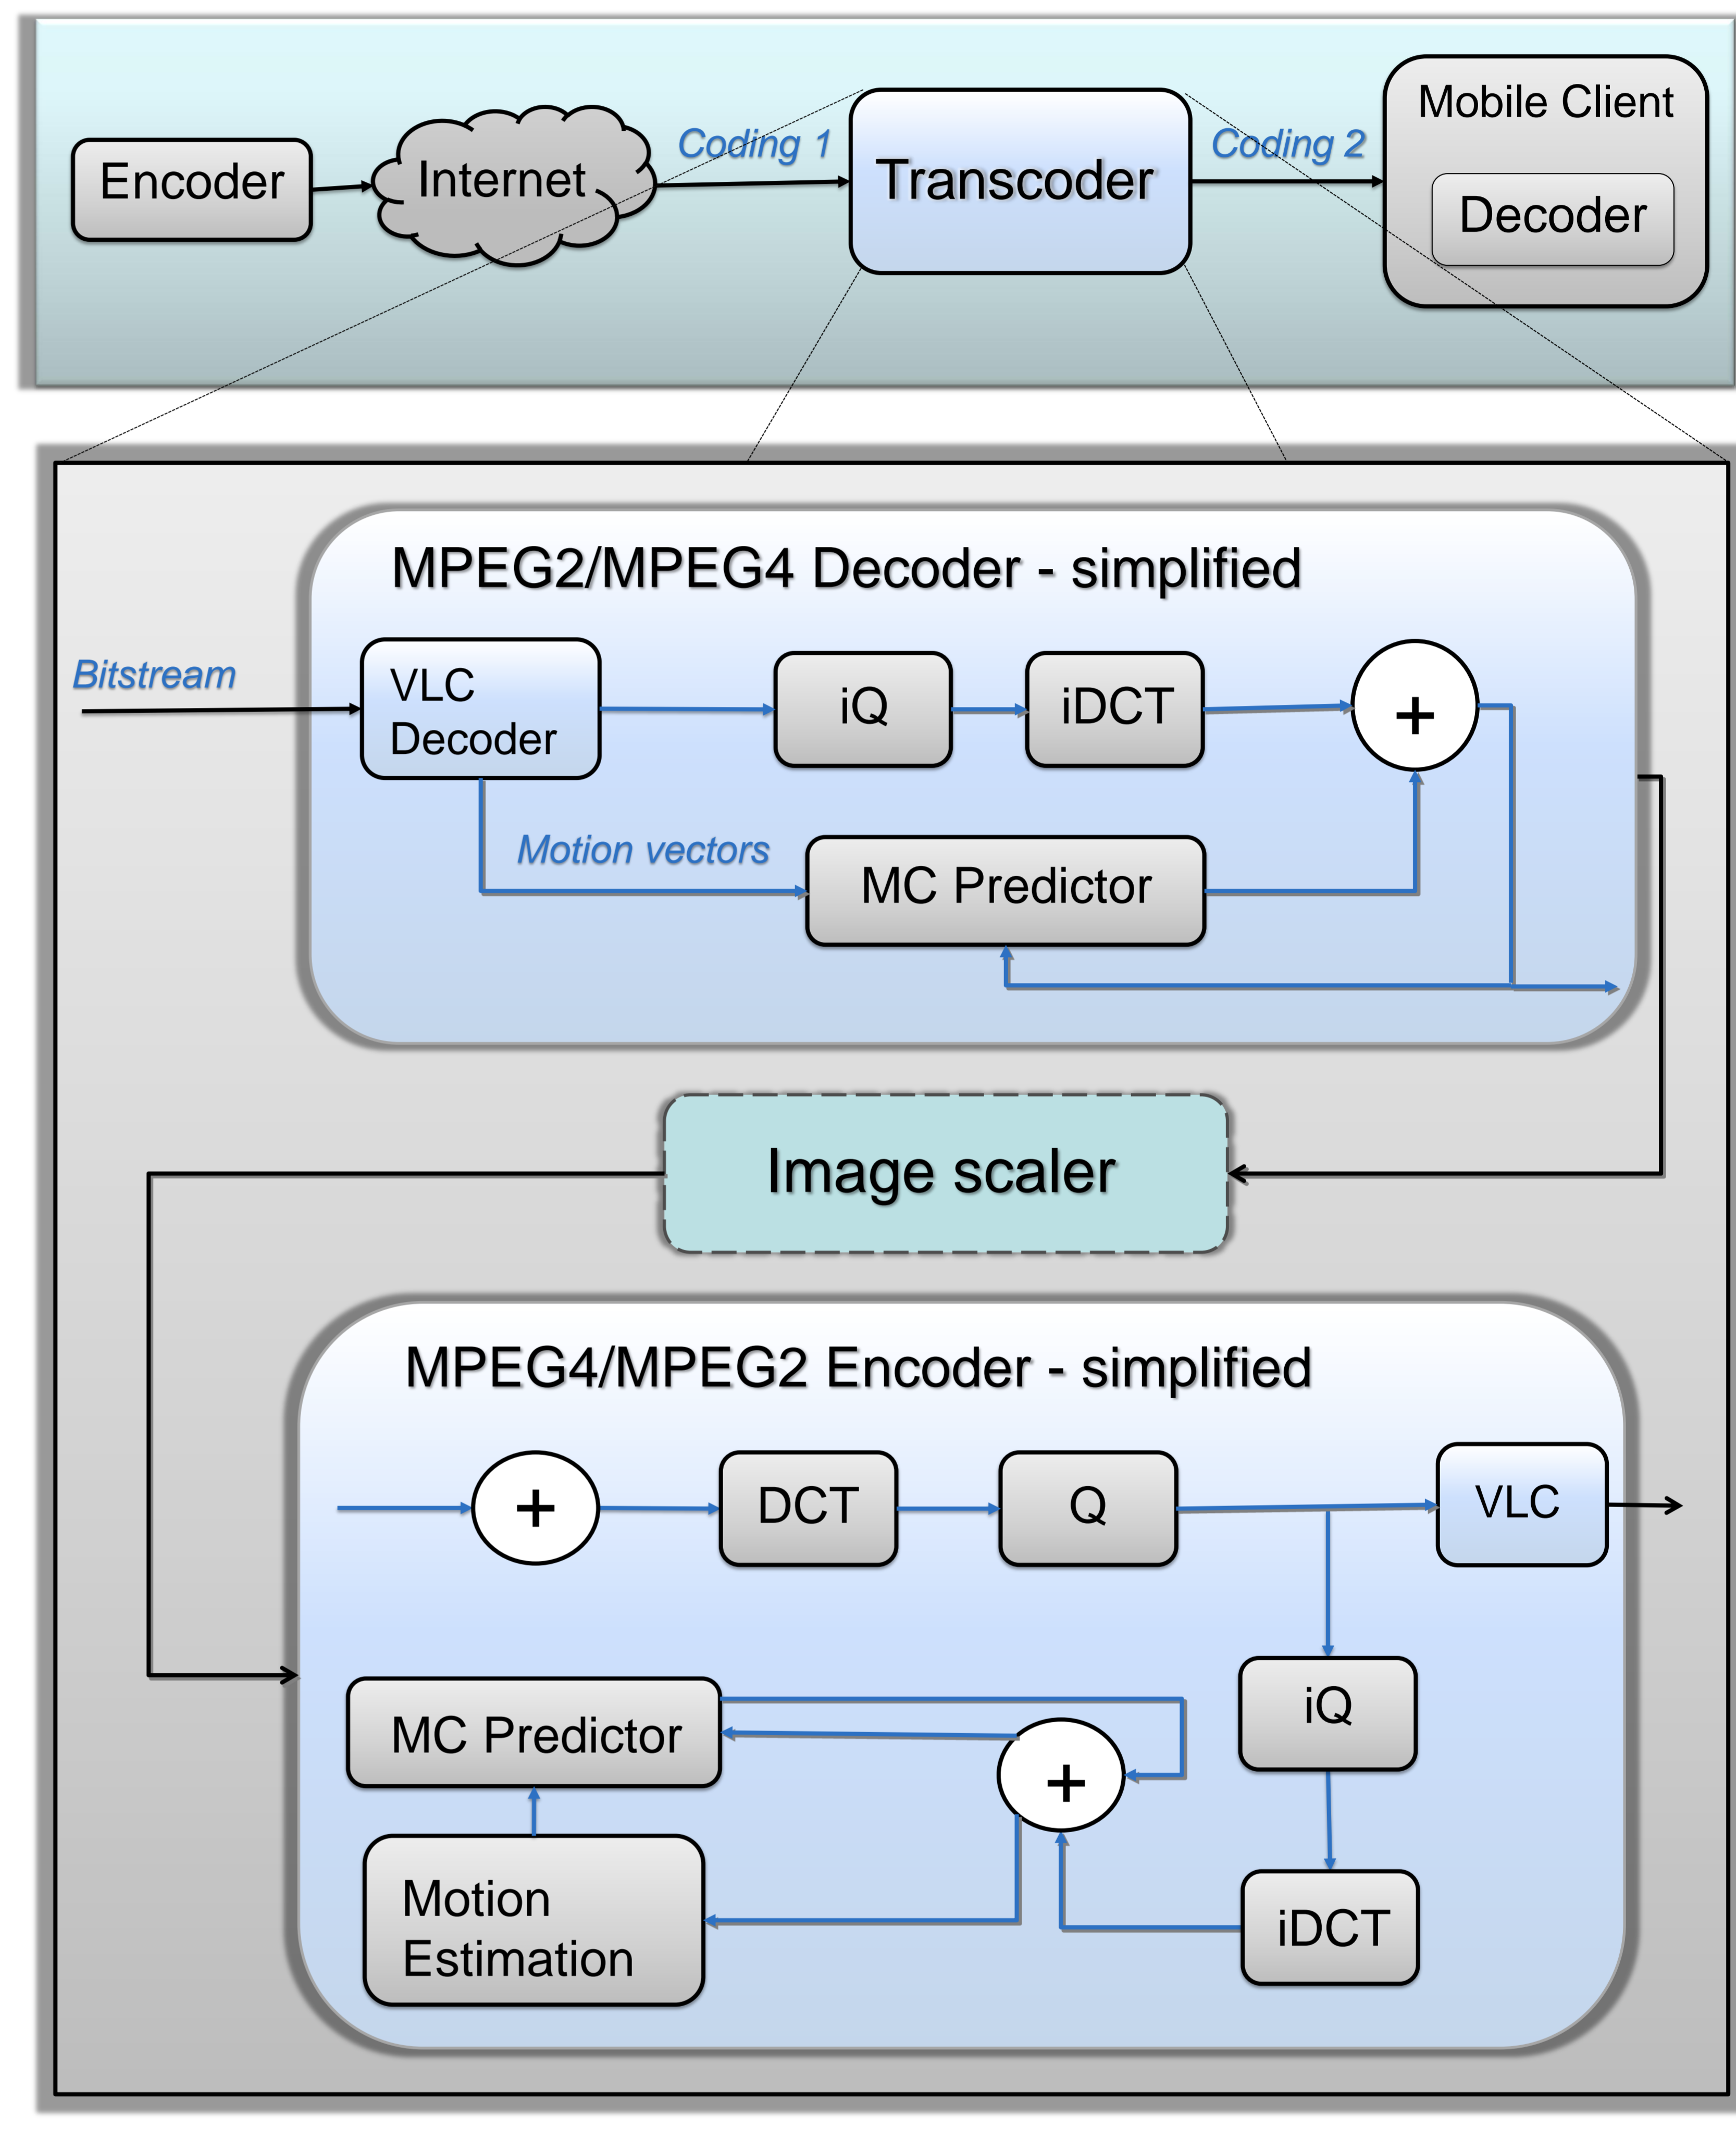 Encoder
Internet
Coding 1
Transcoder
Coding 2
Mobile Client
Decoder
MPEG2/MPEG4 Decoder - simplified
Bitstream
VLC
Decoder
iQ
iDCT
+
Motion vectors
MC Predictor
Image scaler
MPEG4/MPEG2 Encoder - simplified
+
DCT
Q
VLC
iQ
MC Predictor
+
Motion
Estimation
iDCT